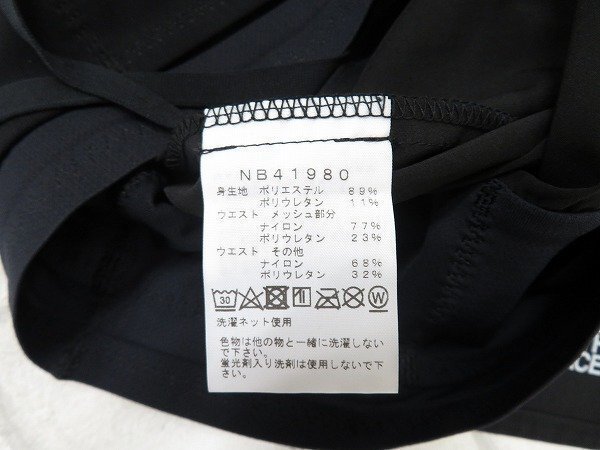 NB41980
身生地 ポリエステル 89%
ポリウレタン 11%
ウエスト メッシュ部分
ナイロン 77%
ポリウレタン 23%
ウエスト その他
ナイロン 68%
ポリウレタン 32%
30 W
洗濯ネット使用
色物は他の物と一緒に洗濯しない
で下さい。
蛍光剤入り洗剤は使用しないで下
さい。